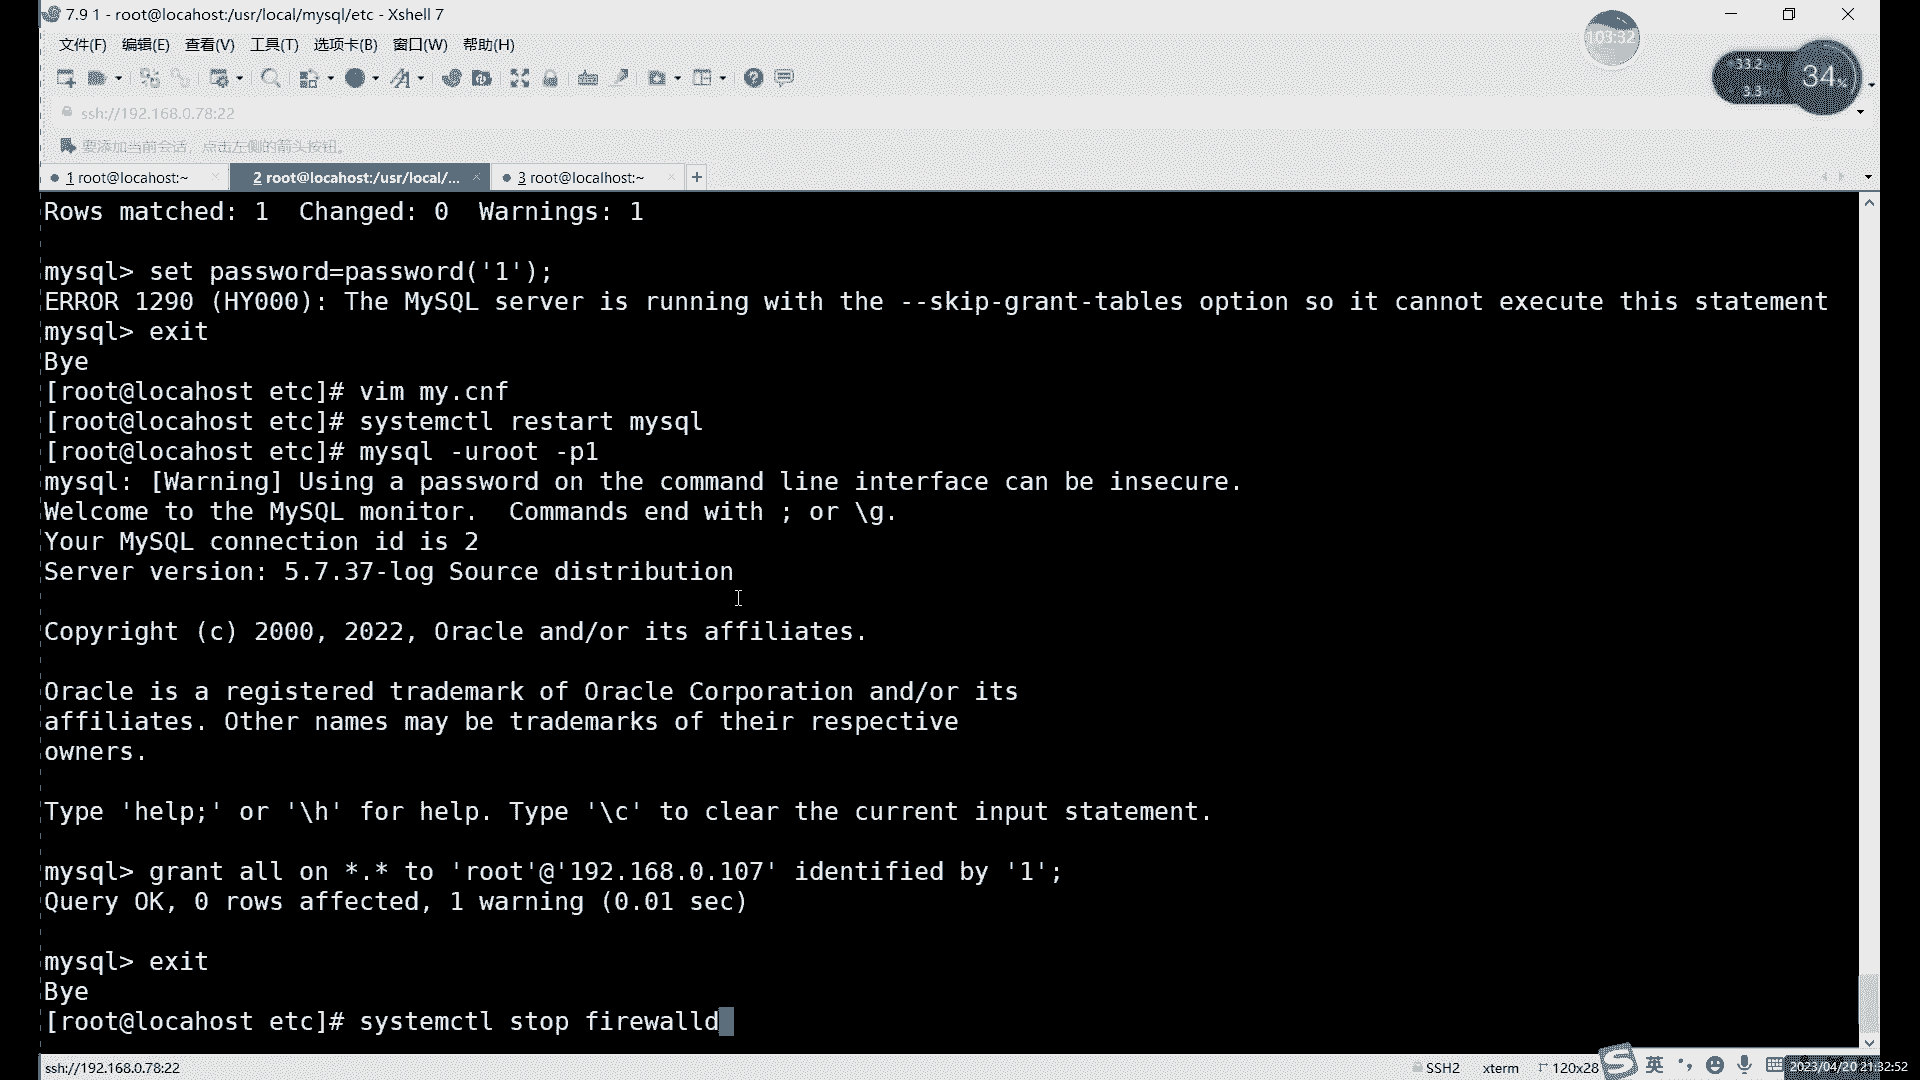 7.9 1 - root@locahost:/usr/local/mysql/etc - Xshell 7
103:32
文件(F) 编辑(E) 查看(V) 工具(T) 选项卡(B) 窗口(W) 帮助(H)
33.2
34%
3.3
ssh://192.168.0.78:22
要添加当前会话，点击左侧的箭头按钮。
1 root@locahost:~ 2 root@locahost:/usr/local/... 3 root@localhost:~
Rows matched: 1  Changed: 0  Warnings: 1
mysql> set password=password('1');
ERROR 1290 (HY000): The MySQL server is running with the --skip-grant-tables option so it cannot execute this statement
mysql> exit
Bye
[root@locahost etc]# vim my.cnf
[root@locahost etc]# systemctl restart mysql
[root@locahost etc]# mysql -uroot -p1
mysql: [Warning] Using a password on the command line interface can be insecure.
Welcome to the MySQL monitor.  Commands end with ; or \g.
Your MySQL connection id is 2
Server version: 5.7.37-log Source distribution
Copyright (c) 2000, 2022, Oracle and/or its affiliates.
Oracle is a registered trademark of Oracle Corporation and/or its
affiliates. Other names may be trademarks of their respective
owners.
Type 'help;' or '\h' for help. Type '\c' to clear the current input statement.
mysql> grant all on *.* to 'root'@'192.168.0.107' identified by '1';
Query OK, 0 rows affected, 1 warning (0.01 sec)
mysql> exit
Bye
[root@locahost etc]# systemctl stop firewalld
ssh://192.168.0.78:22 SSH2 xterm 120x28 英 2023/04/20 21:32:52